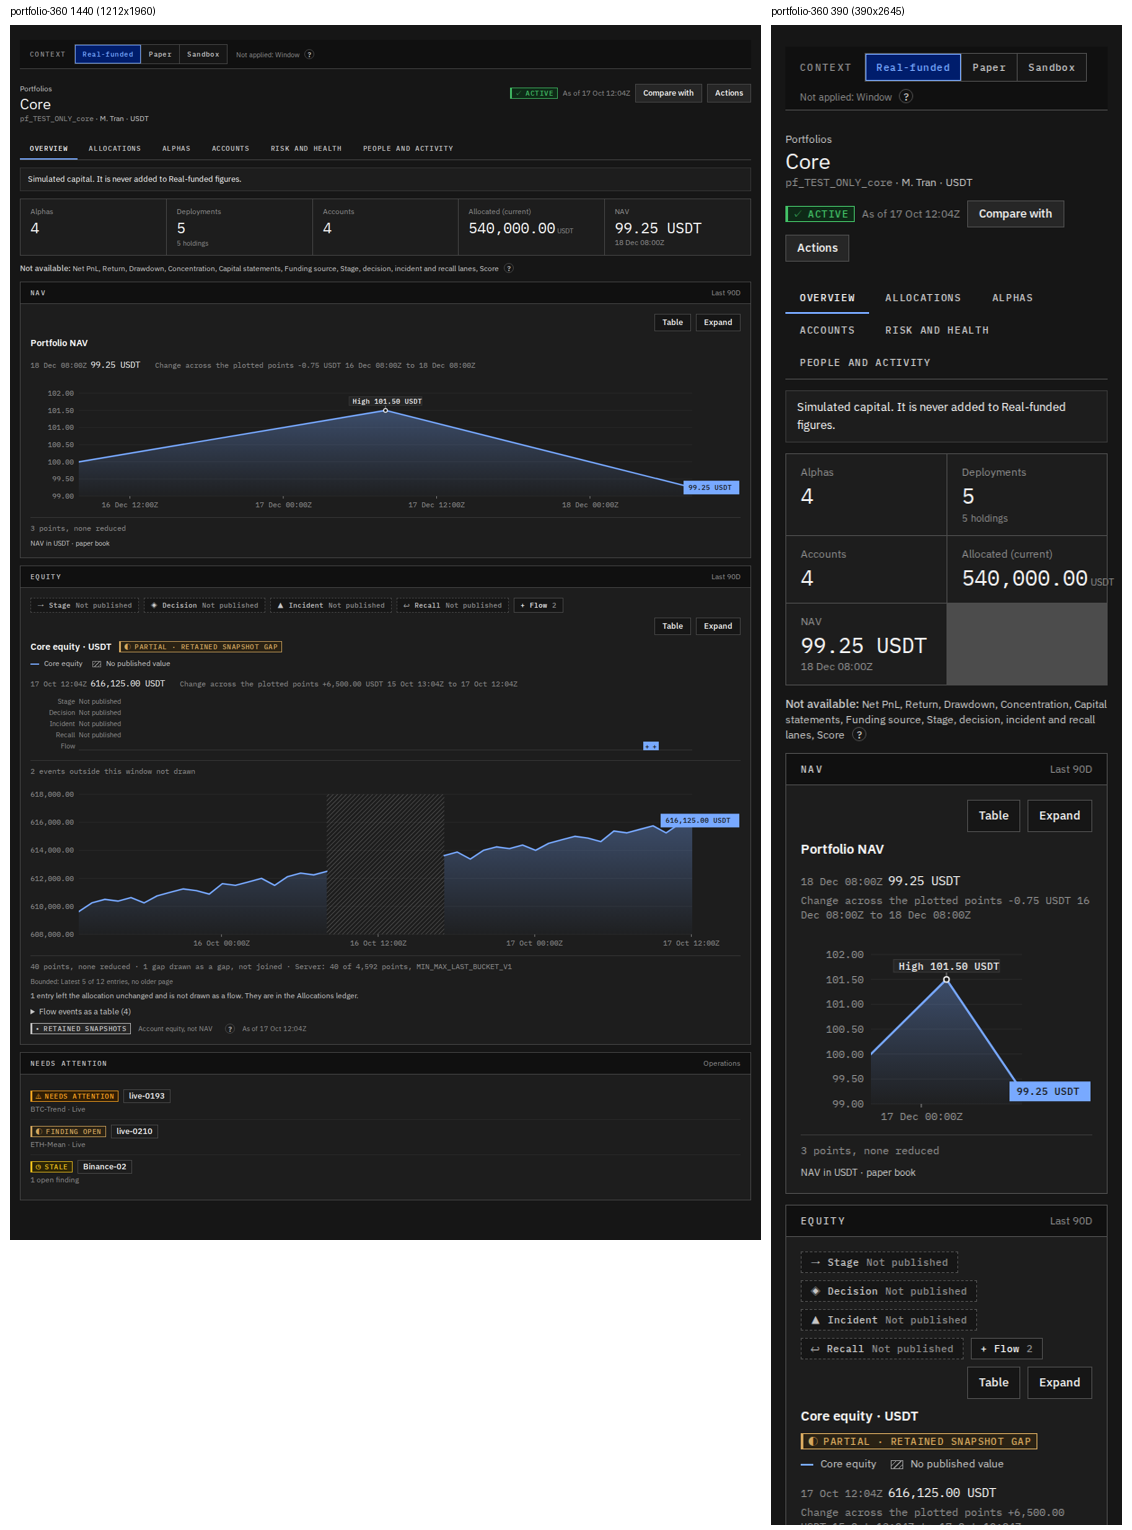 portfolio-360 1440 (1212x1960)
CONTEXT Real-funded Paper Sandbox Not applied: Window ?
Portfolios
Core
pf_TEST_ONLY_core · M. Tran · USDT
✓ ACTIVE As of 17 Oct 12:04Z Compare with Actions
OVERVIEW ALLOCATIONS ALPHAS ACCOUNTS RISK AND HEALTH PEOPLE AND ACTIVITY
Simulated capital. It is never added to Real-funded figures.
Alphas Deployments Accounts Allocated (current) NAV
4 5 4 540,000.00 USDT 99.25 USDT
5 holdings 18 Dec 08:00Z
Not available: Net PnL, Return, Drawdown, Concentration, Capital statements, Funding source, Stage, decision, incident and recall lanes, Score ?
NAV Last 90D
Table Expand
Portfolio NAV
18 Dec 08:00Z 99.25 USDT Change across the plotted points -0.75 USDT 16 Dec 08:00Z to 18 Dec 08:00Z
102.00
High 101.50 USDT
101.50
101.00
100.50
100.00
99.50
99.25 USDT
99.00
16 Dec 12:00Z 17 Dec 00:00Z 17 Dec 12:00Z 18 Dec 00:00Z
3 points, none reduced
NAV in USDT · paper book
EQUITY Last 90D
→ Stage Not published ◈ Decision Not published ▲ Incident Not published ↩ Recall Not published + Flow 2
Table Expand
Core equity · USDT PARTIAL · RETAINED SNAPSHOT GAP
Core equity No published value
17 Oct 12:04Z 616,125.00 USDT Change across the plotted points +6,500.00 USDT 15 Oct 13:04Z to 17 Oct 12:04Z
Stage Not published
Decision Not published
Incident Not published
Recall Not published
Flow + +
2 events outside this window not drawn
618,000.00
616,000.00
616,125.00 USDT
614,000.00
612,000.00
610,000.00
608,000.00
16 Oct 00:00Z 16 Oct 12:00Z 17 Oct 00:00Z 17 Oct 12:00Z
40 points, none reduced · 1 gap drawn as a gap, not joined · Server: 40 of 4,592 points, MIN_MAX_LAST_BUCKET_V1
Bounded: Latest 5 of 12 entries, no older page
1 entry left the allocation unchanged and is not drawn as a flow. They are in the Allocations ledger.
▶ Flow events as a table (4)
RETAINED SNAPSHOTS Account equity, not NAV ? As of 17 Oct 12:04Z
NEEDS ATTENTION Operations
⚠ NEEDS ATTENTION live-0193
BTC-Trend · Live
FINDING OPEN live-0210
ETH-Mean · Live
STALE Binance-02
1 open finding
portfolio-360 390 (390x2645)
CONTEXT Real-funded Paper Sandbox
Not applied: Window ?
Portfolios
Core
pf_TEST_ONLY_core · M. Tran · USDT
✓ ACTIVE As of 17 Oct 12:04Z Compare with
Actions
OVERVIEW ALLOCATIONS ALPHAS
ACCOUNTS RISK AND HEALTH
PEOPLE AND ACTIVITY
Simulated capital. It is never added to Real-funded
figures.
Alphas Deployments
4 5
5 holdings
Accounts Allocated (current)
4 540,000.00 USDT
NAV
99.25 USDT
18 Dec 08:00Z
Not available: Net PnL, Return, Drawdown, Concentration, Capital
statements, Funding source, Stage, decision, incident and recall
lanes, Score ?
NAV Last 90D
Table Expand
Portfolio NAV
18 Dec 08:00Z 99.25 USDT
Change across the plotted points -0.75 USDT 16
Dec 08:00Z to 18 Dec 08:00Z
102.00
High 101.50 USDT
101.50
101.00
100.50
100.00
99.50
99.25 USDT
99.00
17 Dec 00:00Z
3 points, none reduced
NAV in USDT · paper book
EQUITY Last 90D
→ Stage Not published
◈ Decision Not published
▲ Incident Not published
↩ Recall Not published + Flow 2
Table Expand
Core equity · USDT
PARTIAL · RETAINED SNAPSHOT GAP
Core equity No published value
17 Oct 12:04Z 616,125.00 USDT
Change across the plotted points +6,500.00